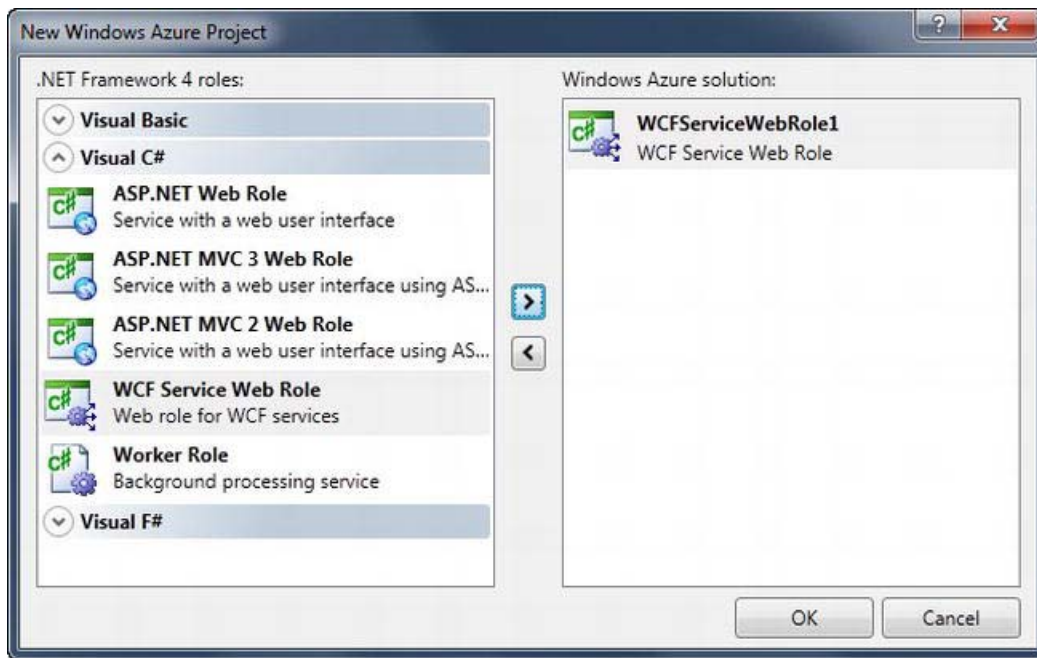 New Windows Azure Project
.NET Framework 4 roles:
Visual Basic
Visual C#
ASP.NET Web Role
Service with a web user interface
ASP.NET MVC 3 Web Role
Service with a web user interface using AS...
ASP.NET MVC 2 Web Role
Service with a web user interface using AS...
WCF Service Web Role
Web role for WCF services
Worker Role
Background processing service
Visual F#
Windows Azure solution:
WCFServiceWebRole1
WCF Service Web Role
OK
Cancel